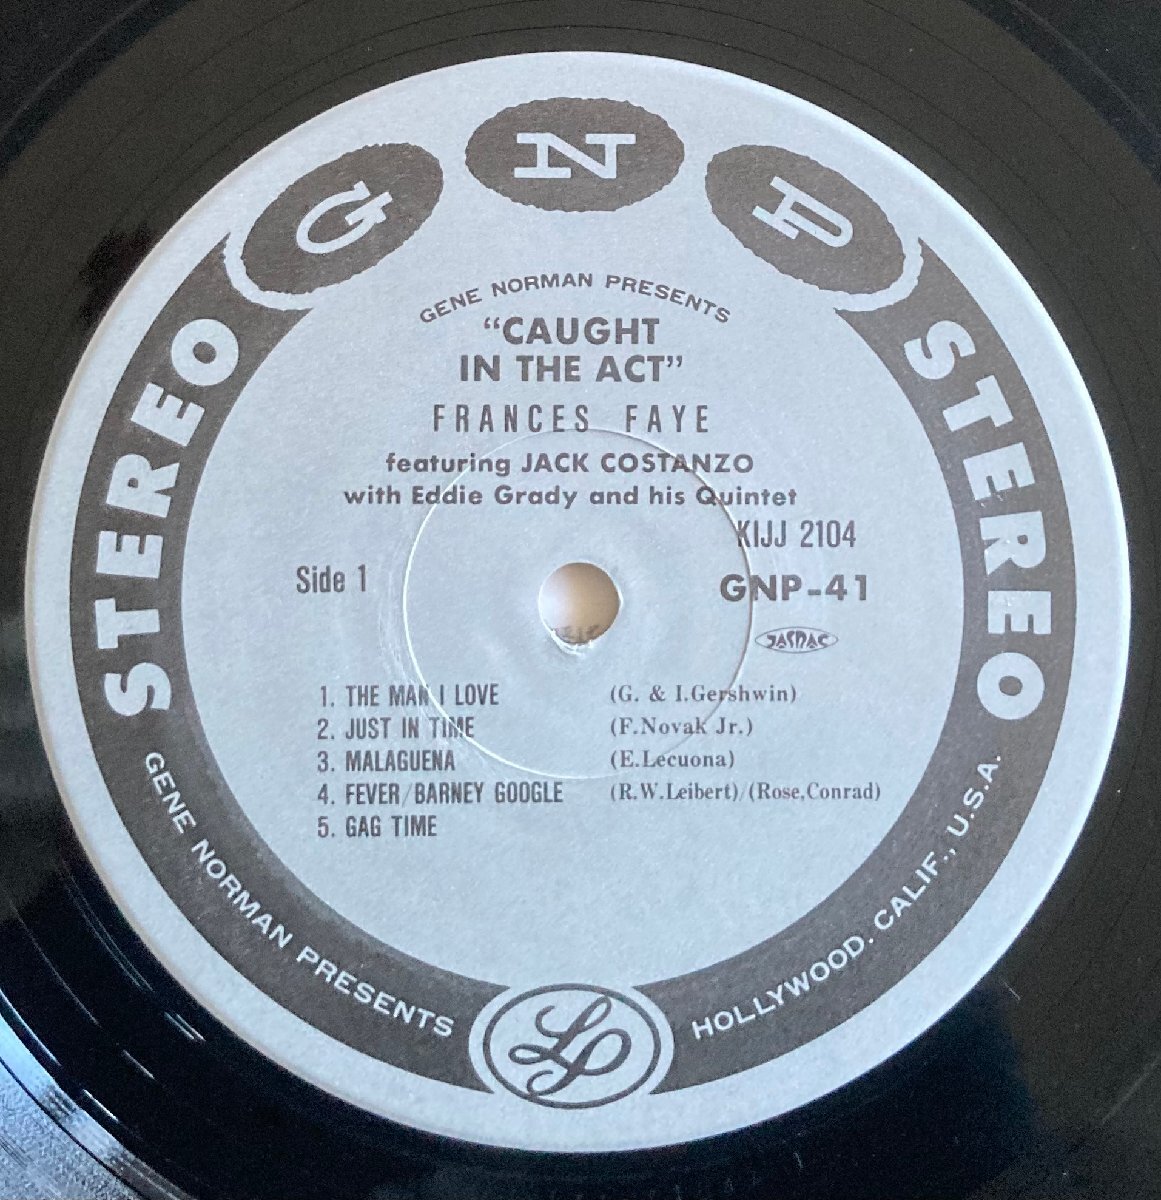 G N P
STEREO
STEREO
GENE NORMAN PRESENTS
"CAUGHT
IN THE ACT"
FRANCES FAYE
featuring JACK COSTANZO
with Eddie Grady and his Quintet
KIJJ 2104
Side 1
GNP-41
JASRAC
1. THE MAN I LOVE (G. & I.Gershwin)
2. JUST IN TIME (F.Novak Jr.)
3. MALAGUENA (E.Lecuona)
4. FEVER/BARNEY GOOGLE (R.W.Leibert)/(Rose,Conrad)
5. GAG TIME
GENE NORMAN PRESENTS
LP
HOLLYWOOD. CALIF., U.S.A.